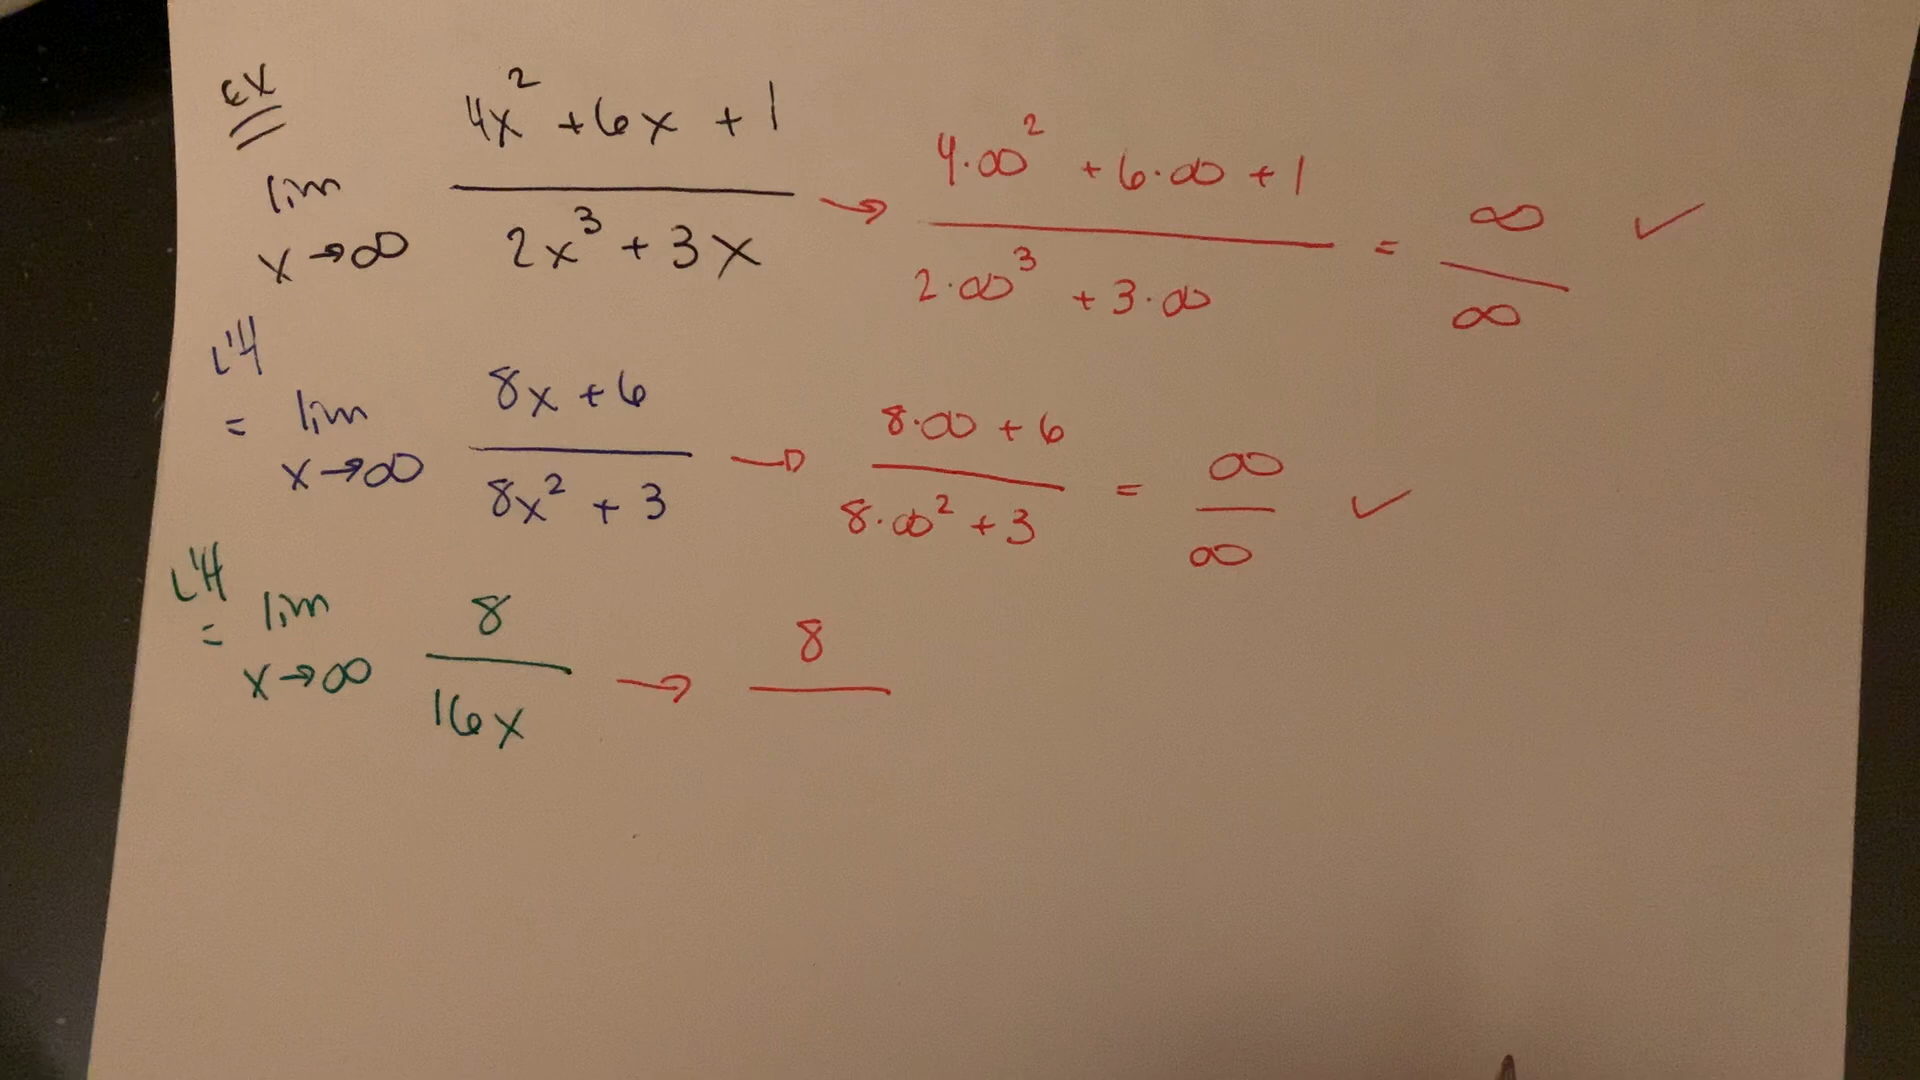 EX
lim x→∞ (4x² + 6x + 1)/(2x³ + 3x) → (4·∞² + 6·∞ + 1)/(2·∞³ + 3·∞) = ∞/∞ ✓
L'H = lim x→∞ (8x + 6)/(8x² + 3) → (8·∞ + 6)/(8·∞² + 3) = ∞/∞ ✓
L'H = lim x→∞ 8/(16x) → 8/